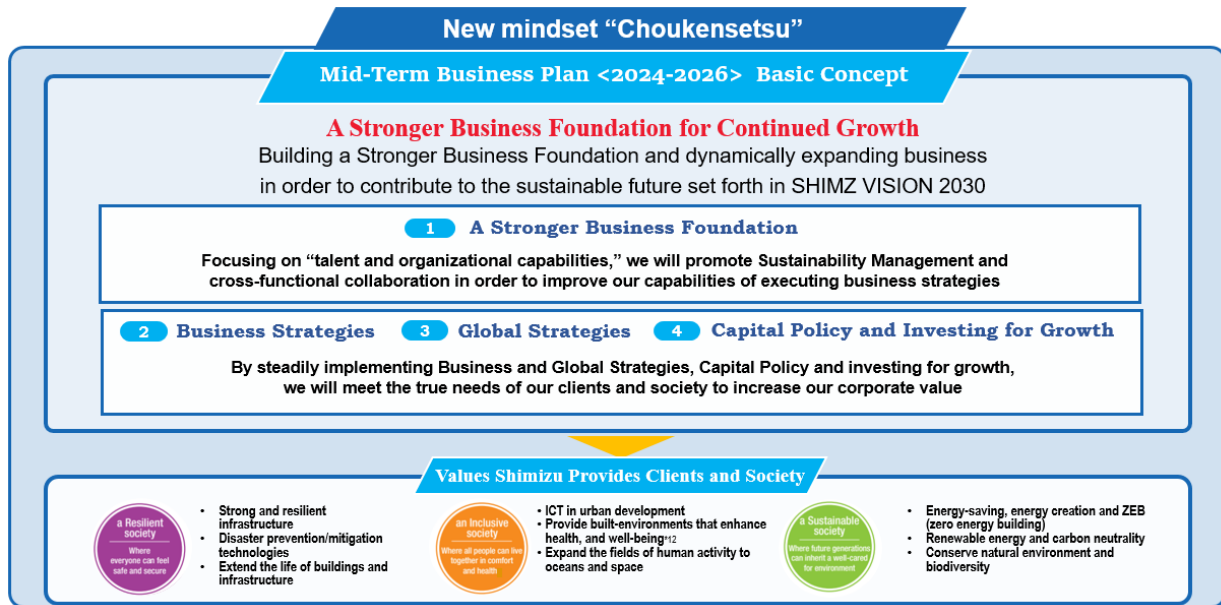 New mindset “Choukensetsu”
Mid-Term Business Plan <2024-2026> Basic Concept
A Stronger Business Foundation for Continued Growth
Building a Stronger Business Foundation and dynamically expanding business
in order to contribute to the sustainable future set forth in SHIMZ VISION 2030
1 A Stronger Business Foundation
Focusing on “talent and organizational capabilities,” we will promote Sustainability Management and
cross-functional collaboration in order to improve our capabilities of executing business strategies
2 Business Strategies 3 Global Strategies 4 Capital Policy and Investing for Growth
By steadily implementing Business and Global Strategies, Capital Policy and investing for growth,
we will meet the true needs of our clients and society to increase our corporate value
Values Shimizu Provides Clients and Society
a Resilient
society
Where
everyone can feel
safe and secure
• Strong and resilient
infrastructure
• Disaster prevention/mitigation
technologies
• Extend the life of buildings and
infrastructure
an Inclusive
society
Where all people can live
together in comfort
and health
• ICT in urban development
• Provide built-environments that enhance
health, and well-being*12
• Expand the fields of human activity to
oceans and space
a Sustainable
society
Where future generations
can inherit a well-cared
for environment
• Energy-saving, energy creation and ZEB
(zero energy building)
• Renewable energy and carbon neutrality
• Conserve natural environment and
biodiversity